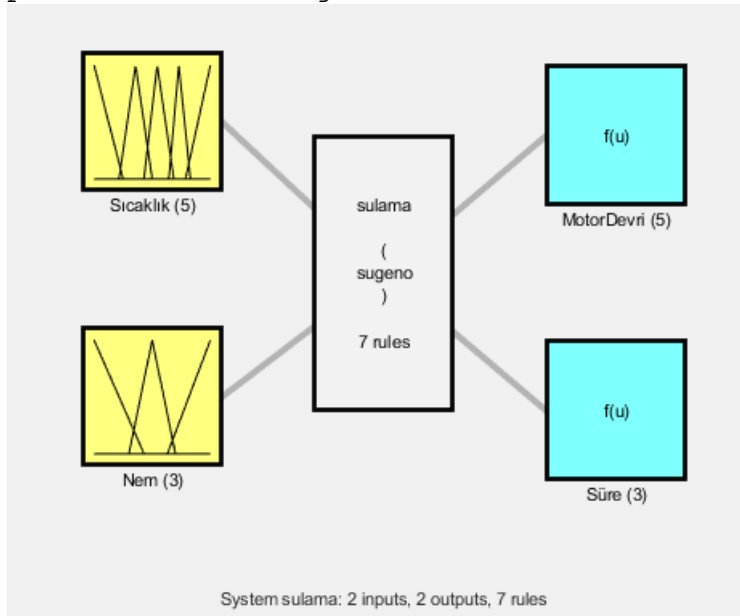 Sıcaklık (5)
Nem (3)
sulama
(
sugeno
)
7 rules
f(u)
MotorDevri (5)
f(u)
Süre (3)
System sulama: 2 inputs, 2 outputs, 7 rules